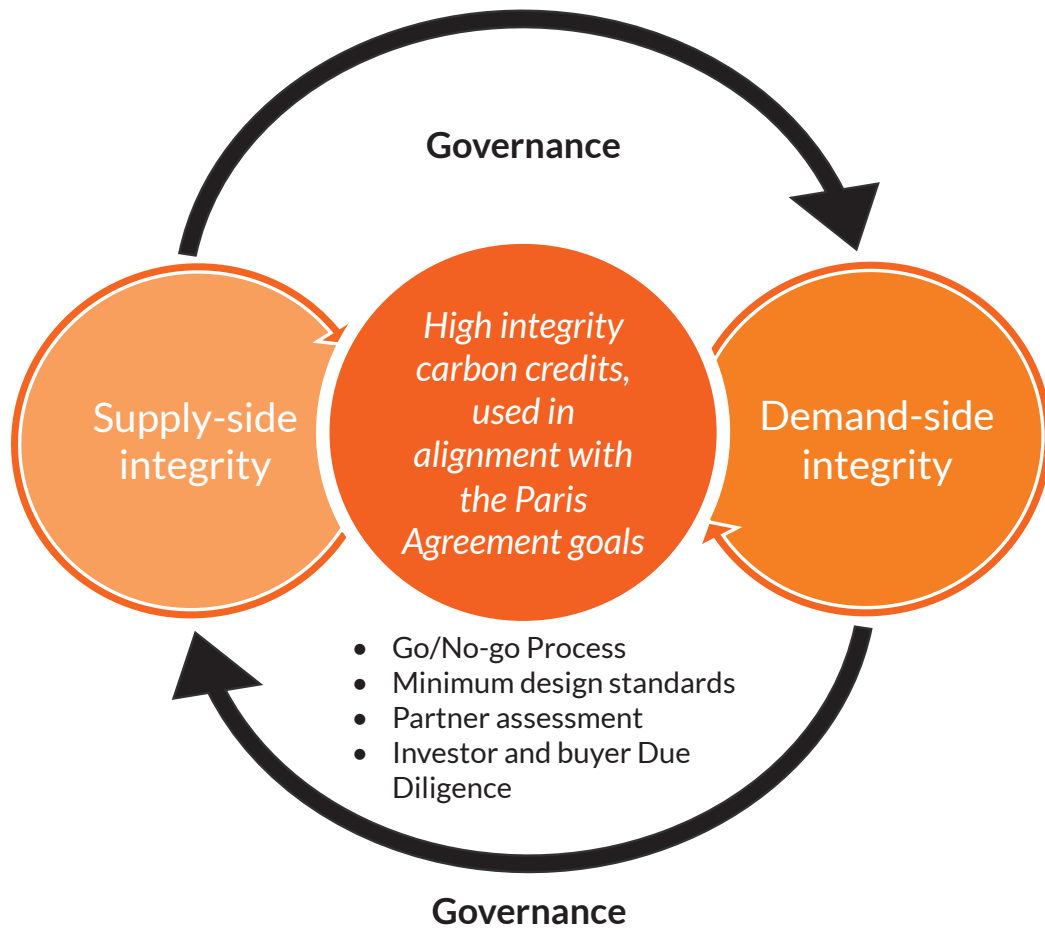 Governance
Supply-side
integrity
High integrity
carbon credits,
used in
alignment with
the Paris
Agreement goals
Demand-side
integrity
• Go/No-go Process
• Minimum design standards
• Partner assessment
• Investor and buyer Due
Diligence
Governance